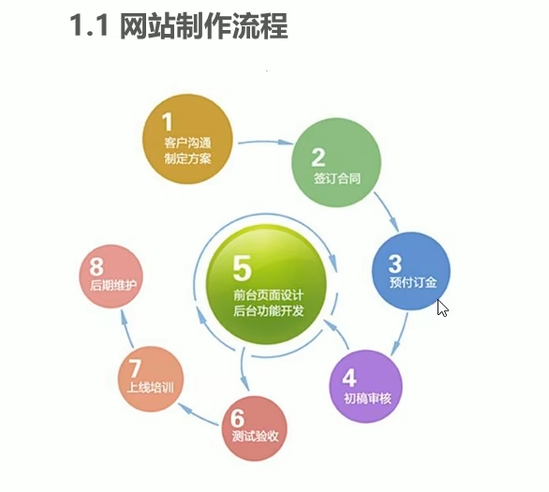 1.1 网站制作流程
1
客户沟通
制定方案
2
签订合同
3
预付订金
4
初稿审核
5
前台页面设计
后台功能开发
6
测试验收
7
上线培训
8
后期维护